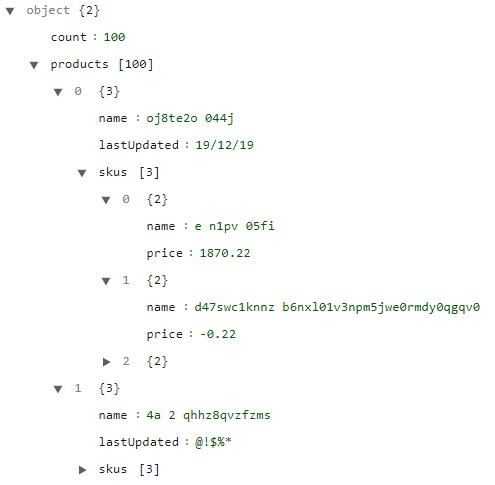 object {2}
count : 100
products [100]
0 {3}
name : oj8te2o 044j
lastUpdated : 19/12/19
skus [3]
0 {2}
name : e n1pv 05fi
price : 1870.22
1 {2}
name : d47swc1knnz b6nxl01v3npm5jwe0rmdy0qgqv0
price : -0.22
2 {2}
1 {3}
name : 4a 2 qhhz8qvzfzms
lastUpdated : @!$%*
skus [3]